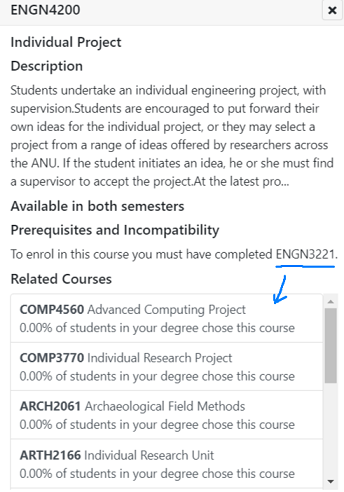 ENGN4200
×
Individual Project
Description
Students undertake an individual engineering project, with
supervision.Students are encouraged to put forward their
own ideas for the individual project, or they may select a
project from a range of ideas offered by researchers across
the ANU. If the student initiates an idea, he or she must find
a supervisor to accept the project.At the latest pro...
Available in both semesters
Prerequisites and Incompatibility
To enrol in this course you must have completed ENGN3221.
Related Courses
COMP4560 Advanced Computing Project
0.00% of students in your degree chose this course
COMP3770 Individual Research Project
0.00% of students in your degree chose this course
ARCH2061 Archaeological Field Methods
0.00% of students in your degree chose this course
ARTH2166 Individual Research Unit
0.00% of students in your degree chose this course